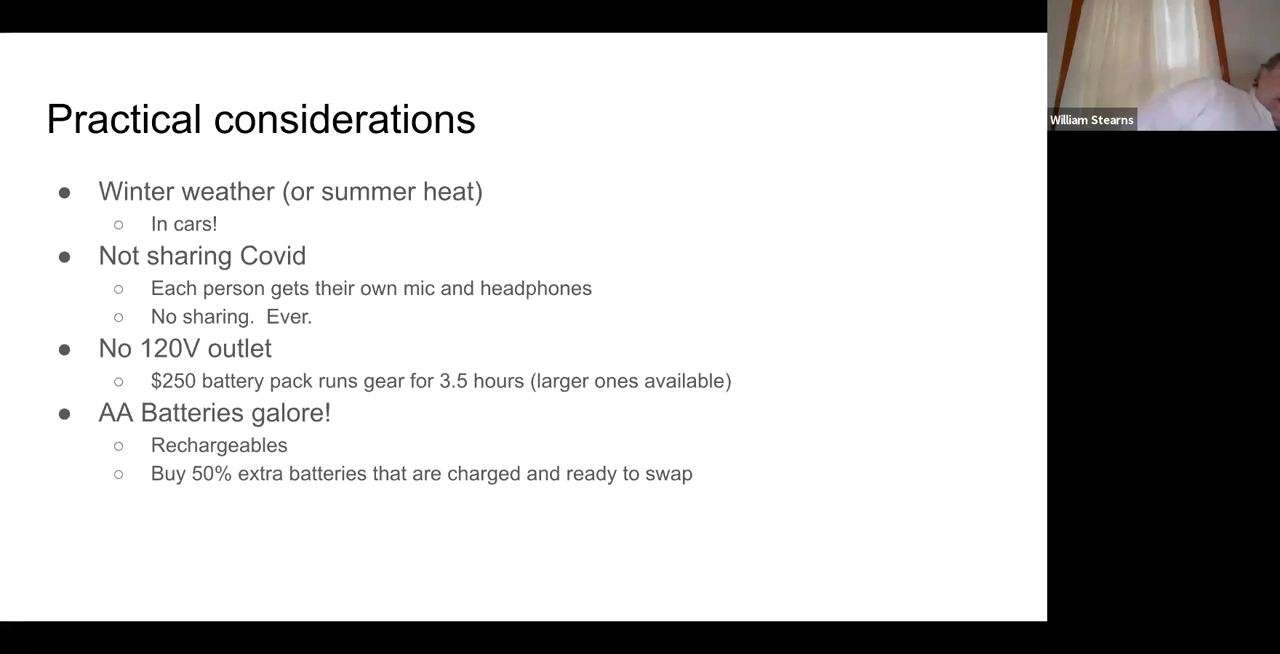 Practical considerations
● Winter weather (or summer heat)
○ In cars!
● Not sharing Covid
○ Each person gets their own mic and headphones
○ No sharing.  Ever.
● No 120V outlet
○ $250 battery pack runs gear for 3.5 hours (larger ones available)
● AA Batteries galore!
○ Rechargeables
○ Buy 50% extra batteries that are charged and ready to swap
William Stearns